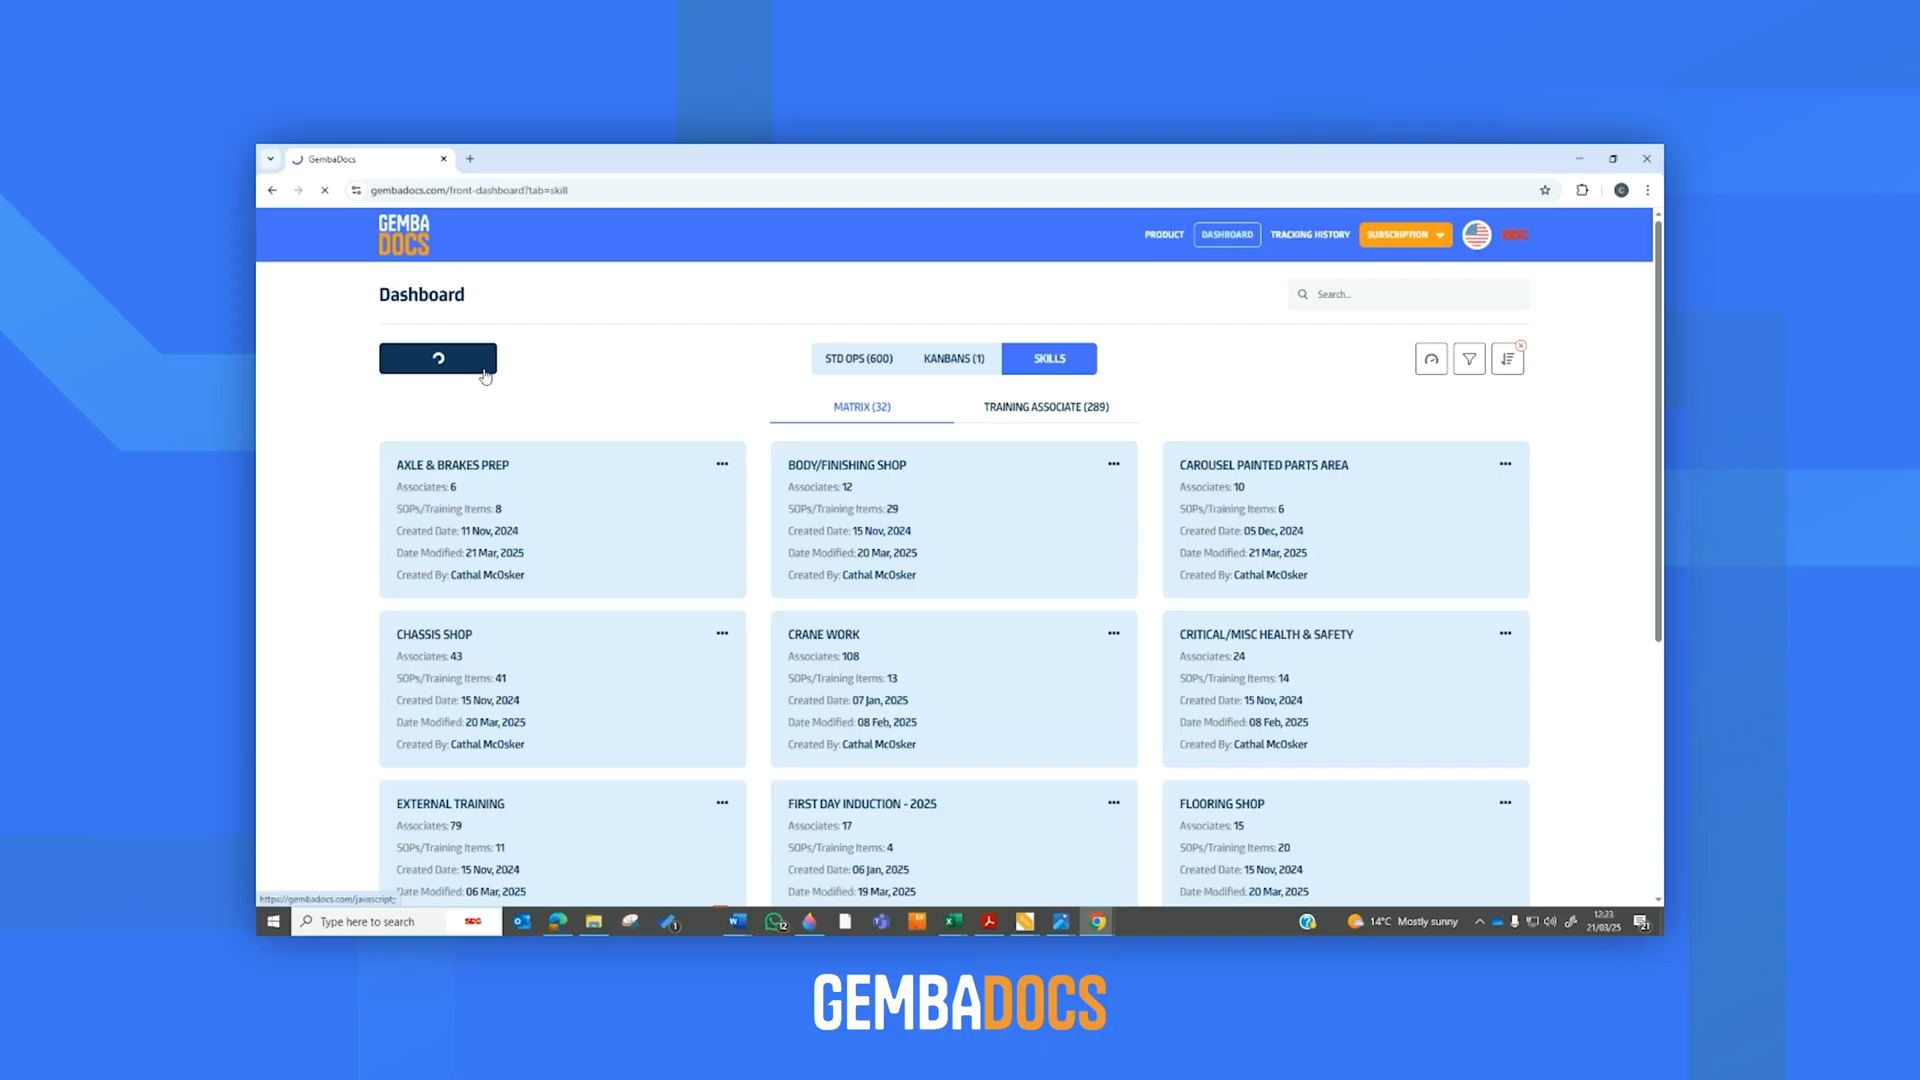 GembaDocs
gembadocs.com/front-dashboard?tab=skill
GEMBA
DOCS
PRODUCT
DASHBOARD
TRACKING HISTORY
SUBSCRIPTION
SDC
Dashboard
Search...
STD OPS (600)
KANBANS (1)
SKILLS
MATRIX (32)
TRAINING ASSOCIATE (289)
AXLE & BRAKES PREP
Associates: 6
SOPs/Training Items: 8
Created Date: 11 Nov, 2024
Date Modified: 21 Mar, 2025
Created By: Cathal McOsker
BODY/FINISHING SHOP
Associates: 12
SOPs/Training Items: 29
Created Date: 15 Nov, 2024
Date Modified: 20 Mar, 2025
Created By: Cathal McOsker
CAROUSEL PAINTED PARTS AREA
Associates: 10
SOPs/Training Items: 6
Created Date: 05 Dec, 2024
Date Modified: 21 Mar, 2025
Created By: Cathal McOsker
CHASSIS SHOP
Associates: 43
SOPs/Training Items: 41
Created Date: 15 Nov, 2024
Date Modified: 20 Mar, 2025
Created By: Cathal McOsker
CRANE WORK
Associates: 108
SOPs/Training Items: 13
Created Date: 07 Jan, 2025
Date Modified: 08 Feb, 2025
Created By: Cathal McOsker
CRITICAL/MISC HEALTH & SAFETY
Associates: 24
SOPs/Training Items: 14
Created Date: 15 Nov, 2024
Date Modified: 08 Feb, 2025
Created By: Cathal McOsker
EXTERNAL TRAINING
Associates: 79
SOPs/Training Items: 11
Created Date: 15 Nov, 2024
Date Modified: 06 Mar, 2025
FIRST DAY INDUCTION - 2025
Associates: 17
SOPs/Training Items: 4
Created Date: 06 Jan, 2025
Date Modified: 19 Mar, 2025
FLOORING SHOP
Associates: 15
SOPs/Training Items: 20
Created Date: 15 Nov, 2024
Date Modified: 20 Mar, 2025
https://gembadocs.com/javascript:;
Type here to search
SDC
14°C Mostly sunny
12:23
21/03/25
21
GEMBADOCS